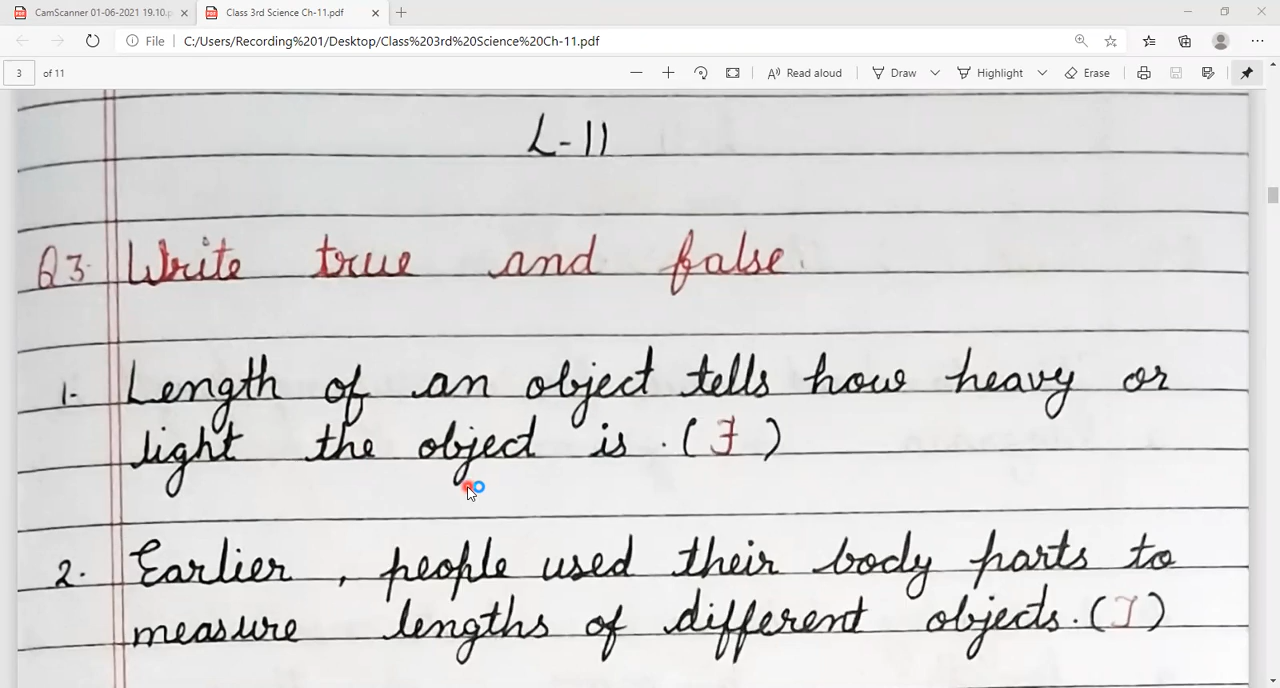 CamScanner 01-06-2021 19.10.p
Class 3rd Science Ch-11.pdf
File
C:/Users/Recording%201/Desktop/Class%203rd%20Science%20Ch-11.pdf
3 of 11
Read aloud
Draw
Highlight
Erase
L-11
Q3. Write true and false.
1. Length of an object tells how heavy or
light the object is. (F)
2. Earlier, people used their body parts to
measure lengths of different objects. (T)